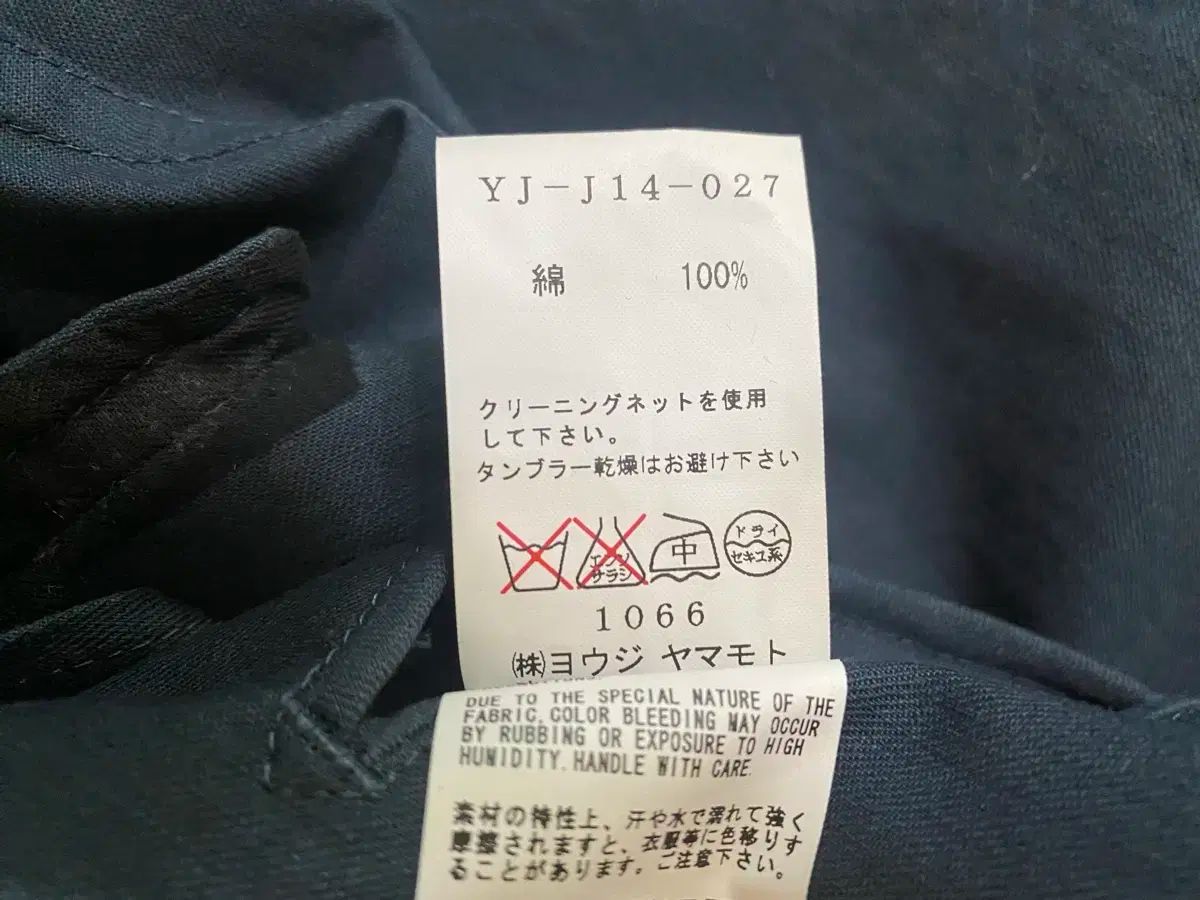 YJ-J14-027
綿 100%
クリーニングネットを使用
して下さい。
タンブラー乾燥はお避け下さい
エンソ
サラシ
中
ドライ
セキユ系
1066
(株)ヨウジ ヤマモト
DUE TO THE SPECIAL NATURE OF THE
FABRIC,COLOR BLEEDING MAY OCCUR
BY RUBBING OR EXPOSURE TO HIGH
HUMIDITY.HANDLE WITH CARE.
素材の特性上、汗や水で濡れて強く
摩擦されますと、衣服等に色移りす
ることがあります。ご注意下さい。